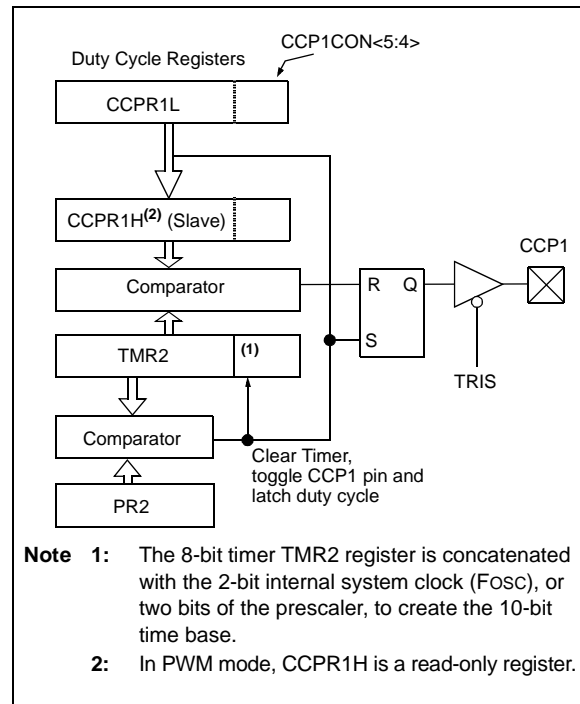 CCP1CON<5:4>
Duty Cycle Registers
CCPR1L
CCPR1H(2) (Slave)
CCP1
Comparator
R Q
TMR2 (1)
S
TRIS
Comparator
Clear Timer,
toggle CCP1 pin and
latch duty cycle
PR2
Note 1: The 8-bit timer TMR2 register is concatenated
with the 2-bit internal system clock (FOSC), or
two bits of the prescaler, to create the 10-bit
time base.
2: In PWM mode, CCPR1H is a read-only register.